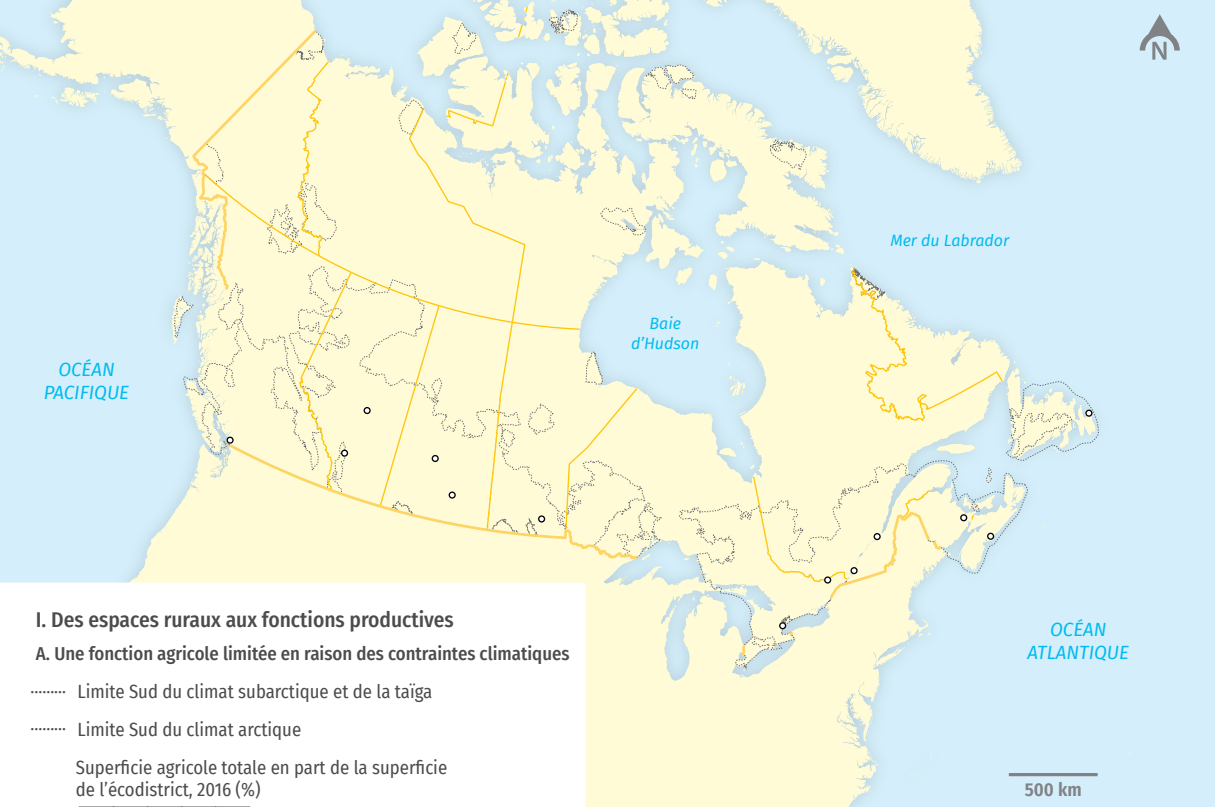 N
Mer du Labrador
Baie
d’Hudson
OCÉAN
PACIFIQUE
OCÉAN
ATLANTIQUE
I. Des espaces ruraux aux fonctions productives
A. Une fonction agricole limitée en raison des contraintes climatiques
Limite Sud du climat subarctique et de la taïga
Limite Sud du climat arctique
Superficie agricole totale en part de la superficie
de l’écodistrict, 2016 (%)
500 km